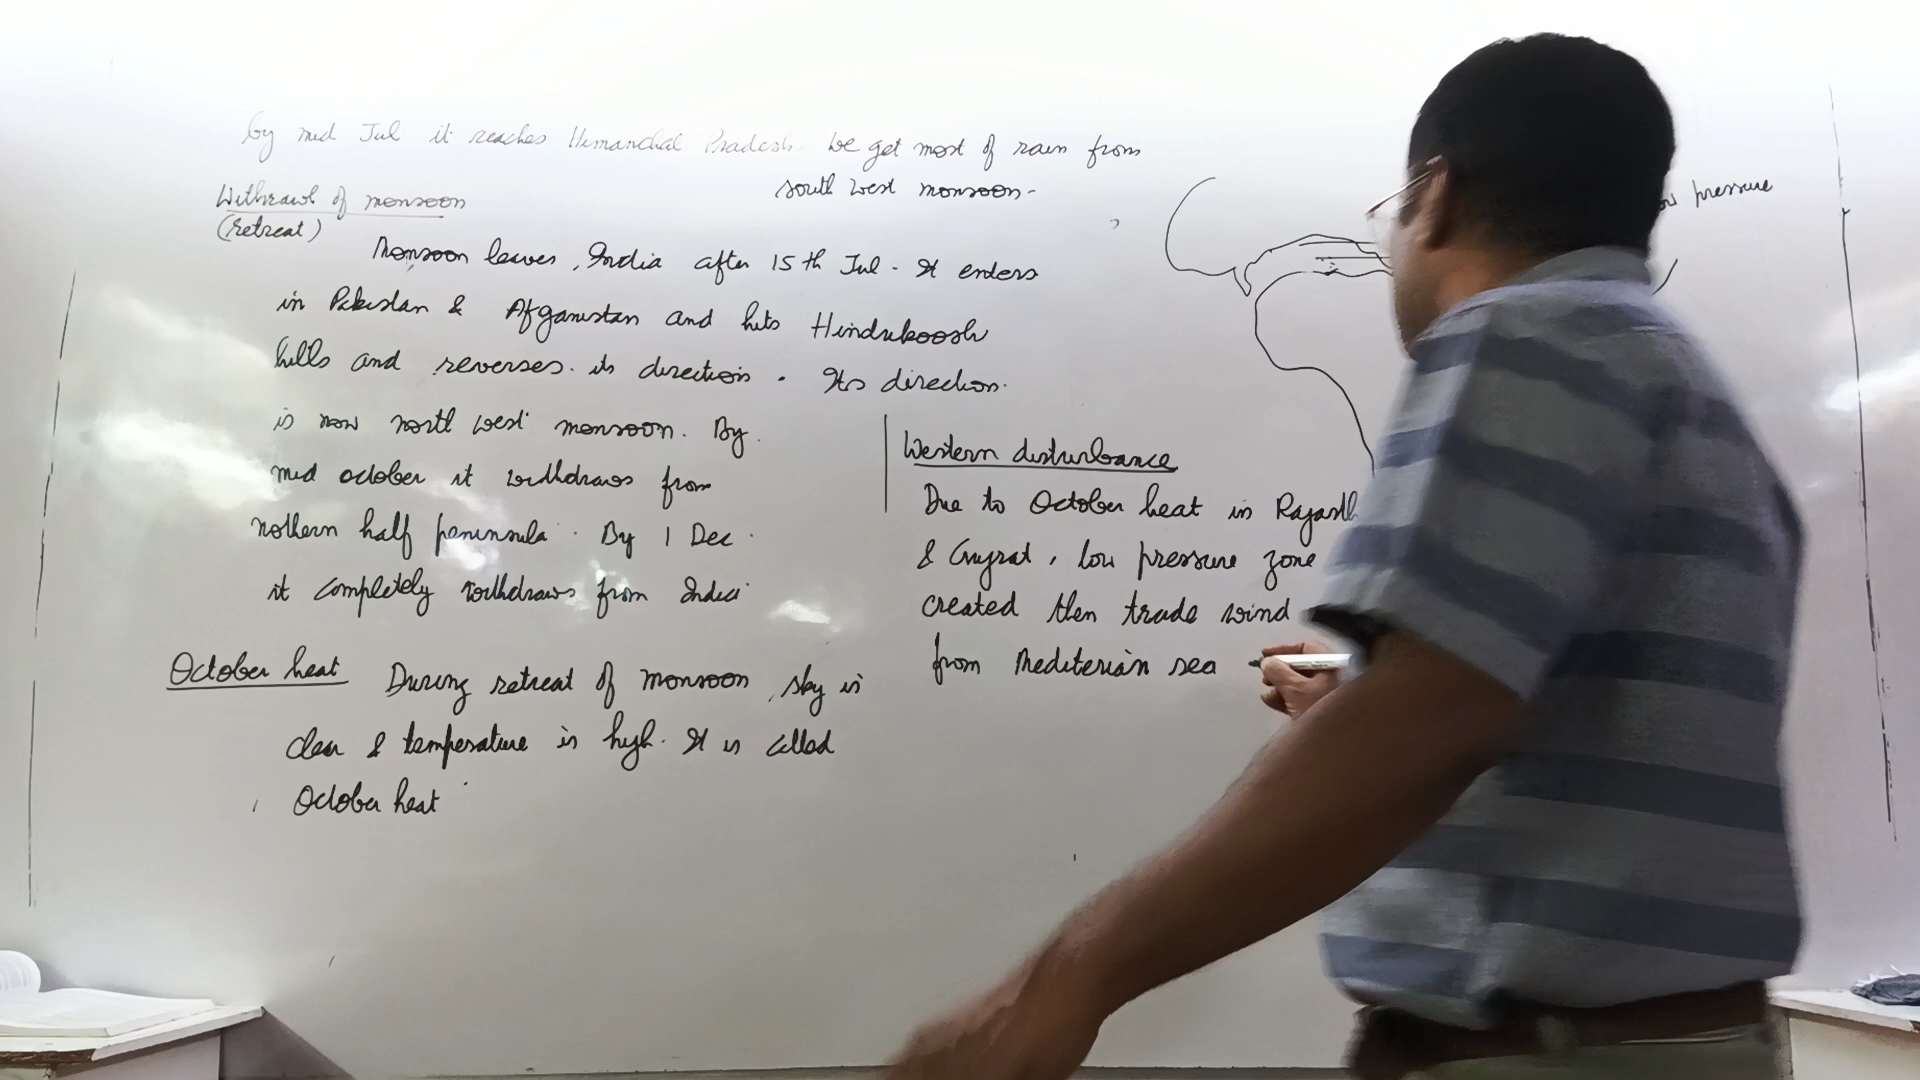 by mid Jul it reaches Himanchal Pradesh. We get most of rain from
south west monsoon-
Withrawl of monsoon
(retreat)
Monsoon leaves, India after 15th Jul - It enters
in Pakistan & Afganistan and hits Hindukoosh
hills and reverses. its direction. Its direction.
is now north west monsoon. By
mid october it withdraws from
nothern half peninsula. By 1 Dec.
it completely withdraws from India
October heat During retreat of monsoon, sky is
clear & temperature is high. It is called
October heat
Western disturbance
Due to October heat in Rajasth
& Gujrat, low pressure zone
created then trade wind
from Mediterian sea
ow pressure